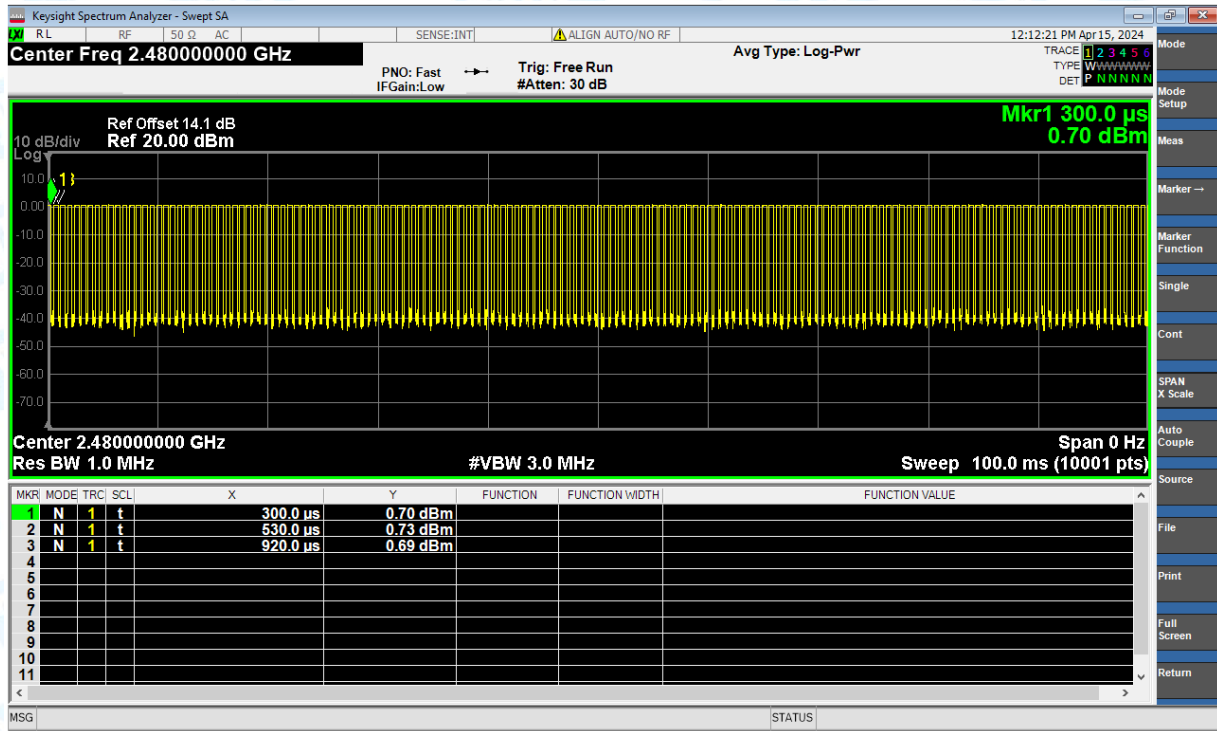 Keysight Spectrum Analyzer - Swept SA
LXI RL RF 50 Ω AC SENSE:INT ALIGN AUTO/NO RF 12:12:21 PM Apr 15, 2024
Center Freq 2.480000000 GHz
PNO: Fast
IFGain:Low
Trig: Free Run
#Atten: 30 dB
Avg Type: Log-Pwr
TRACE 1 2 3 4 5 6
TYPE WWWWWW
DET P N N N N N
Mkr1 300.0 µs
0.70 dBm
Ref Offset 14.1 dB
10 dB/div Ref 20.00 dBm
Log
10.0
1
0.00
-10.0
-20.0
-30.0
-40.0
-50.0
-60.0
-70.0
Center 2.480000000 GHz Span 0 Hz
Res BW 1.0 MHz #VBW 3.0 MHz Sweep 100.0 ms (10001 pts)
MKR MODE TRC SCL X Y FUNCTION FUNCTION WIDTH FUNCTION VALUE
1 N 1 t 300.0 µs 0.70 dBm
2 N 1 t 530.0 µs 0.73 dBm
3 N 1 t 920.0 µs 0.69 dBm
4
5
6
7
8
9
10
11
MSG STATUS
Mode
Mode
Setup
Meas
Marker →
Marker
Function
Single
Cont
SPAN
X Scale
Auto
Couple
Source
File
Print
Full
Screen
Return